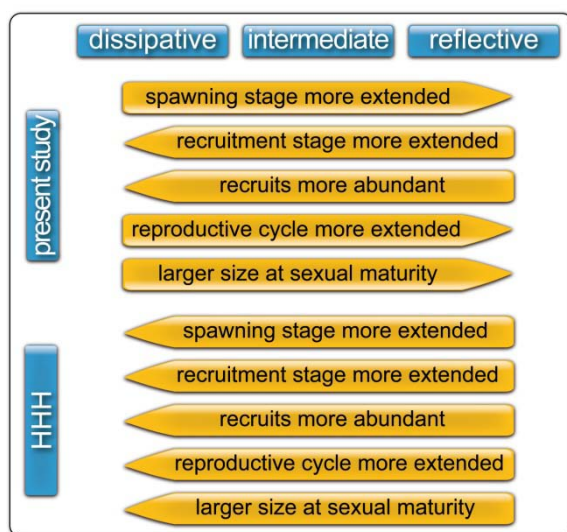 dissipative intermediate reflective
present study
spawning stage more extended
recruitment stage more extended
recruits more abundant
reproductive cycle more extended
larger size at sexual maturity
HHH
spawning stage more extended
recruitment stage more extended
recruits more abundant
reproductive cycle more extended
larger size at sexual maturity